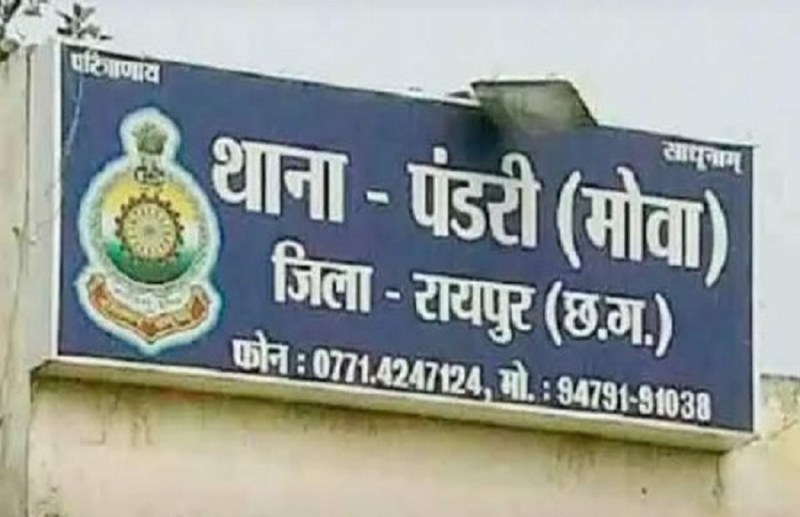 परित्राणाय
साधूनाम्
थाना - पंडरी (मोवा)
जिला - रायपुर (छ.ग.)
फोन : 0771.4247124, मो. : 94791-91038